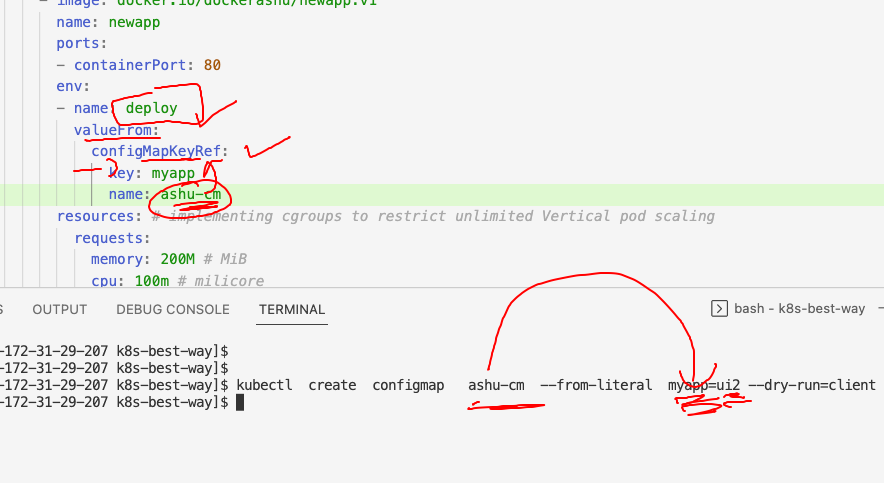 - image: docker.io/dockerashu/newapp:v1
name: newapp
ports:
- containerPort: 80
env:
- name: deploy
valueFrom:
configMapKeyRef:
key: myapp
name: ashu-cm
resources: # implementing cgroups to restrict unlimited Vertical pod scaling
requests:
memory: 200M # MiB
cpu: 100m # milicore
S OUTPUT DEBUG CONSOLE TERMINAL bash - k8s-best-way
-172-31-29-207 k8s-best-way]$
-172-31-29-207 k8s-best-way]$
-172-31-29-207 k8s-best-way]$ kubectl create configmap ashu-cm --from-literal myapp=ui2 --dry-run=client
-172-31-29-207 k8s-best-way]$